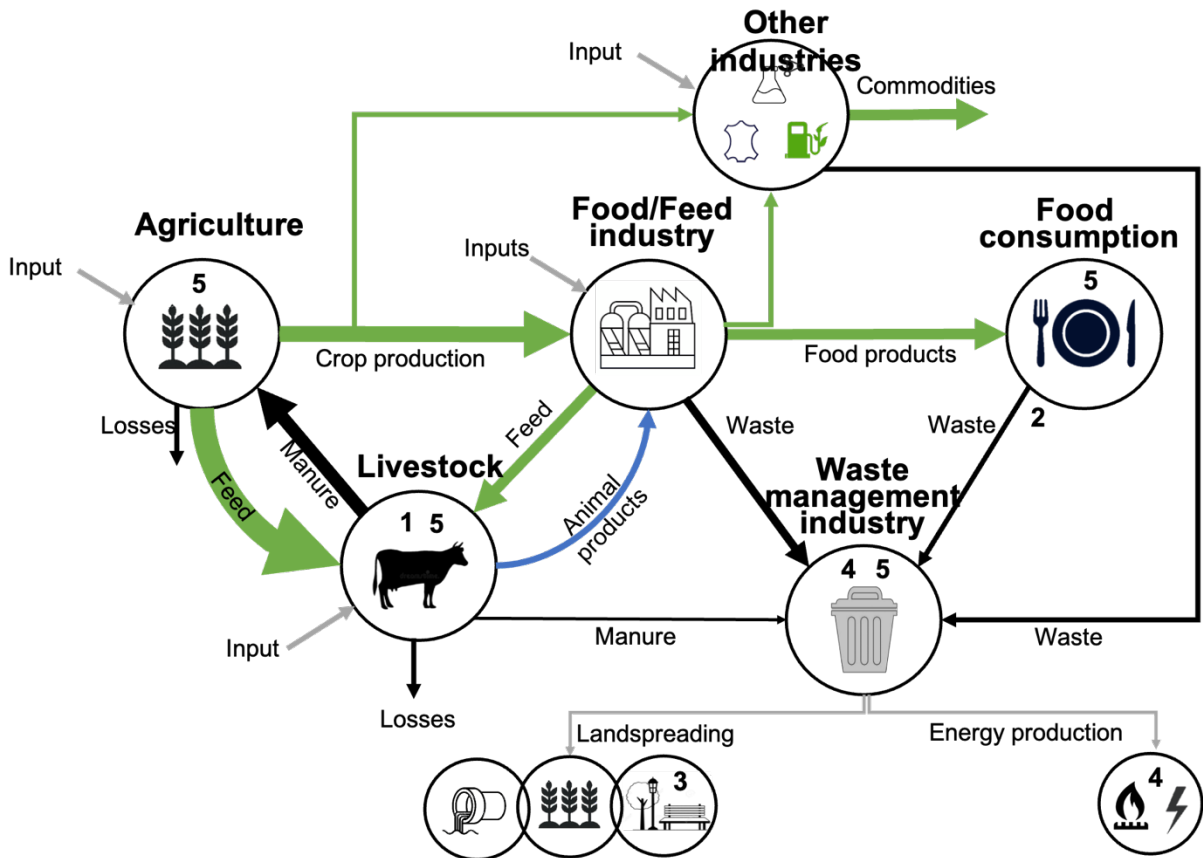 Other
industries
Input
Commodities
Agriculture
Food/Feed
industry
Food
consumption
Input
Inputs
5
5
Crop production
Food products
Losses
Manure
Feed
Feed
Waste
Waste
2
Livestock
Animal
products
Waste
management
industry
1 5
4 5
Input
Manure
Waste
Losses
Landspreading
Energy production
3
4